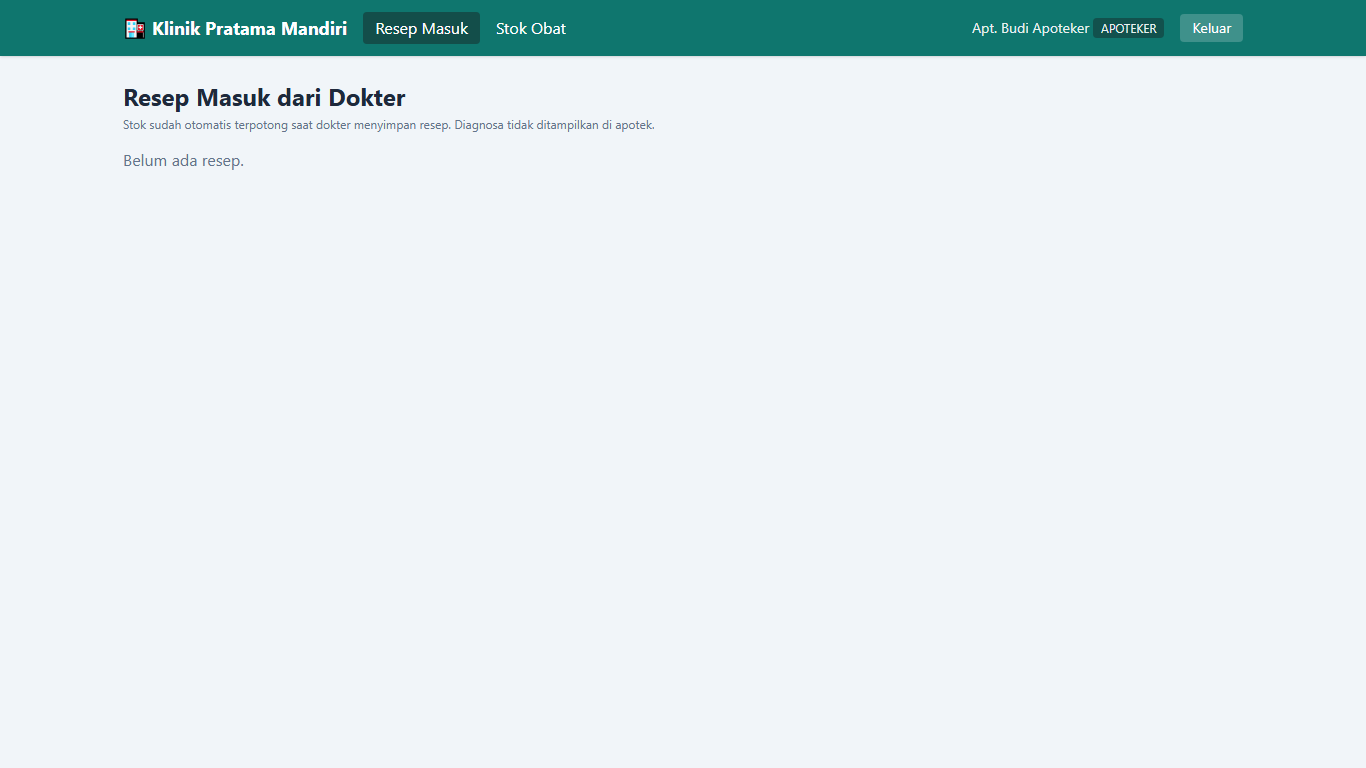 Klinik Pratama Mandiri Resep Masuk Stok Obat Apt. Budi Apoteker APOTEKER Keluar
Resep Masuk dari Dokter
Stok sudah otomatis terpotong saat dokter menyimpan resep. Diagnosa tidak ditampilkan di apotek.
Belum ada resep.